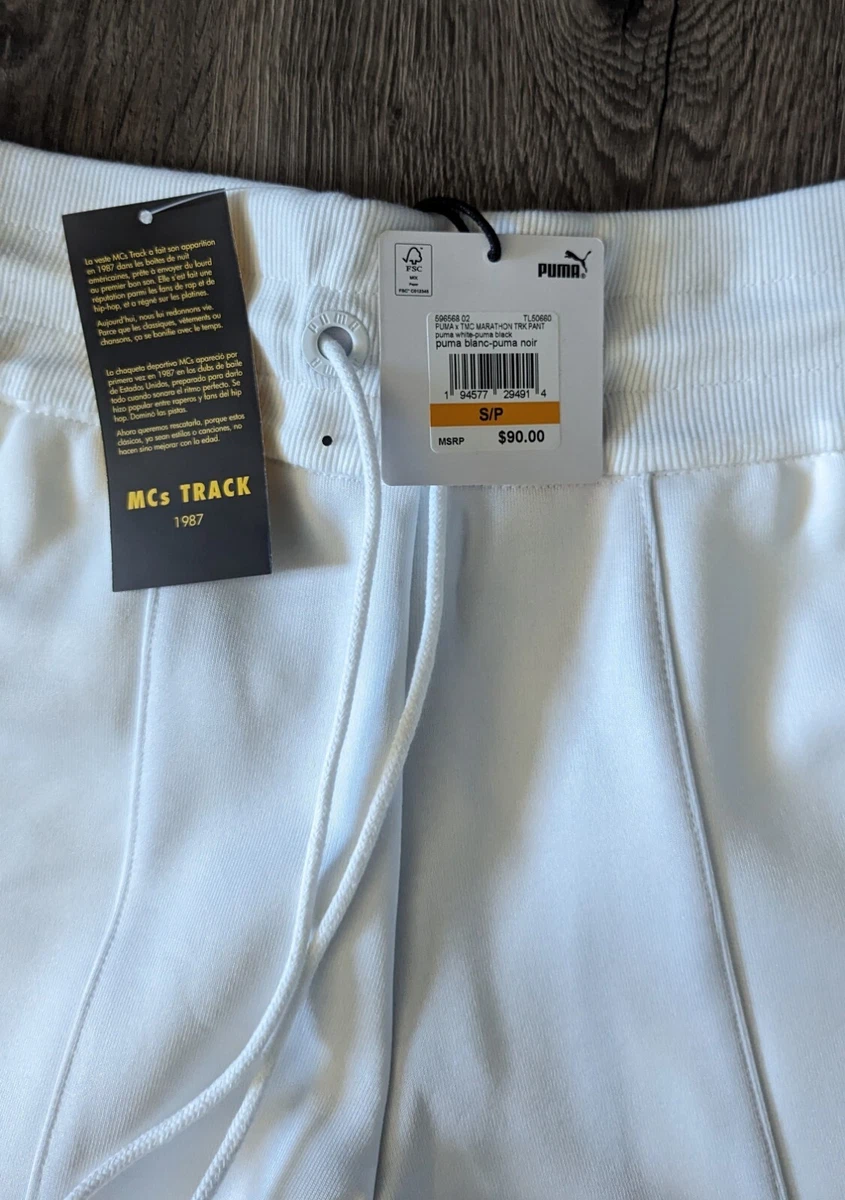 La veste MCs Track a fait son apparition
en 1987 dans les boîtes de nuit
américaines, prête à envoyer du lourd
au premier bon son. Elle s'est fait une
réputation parmi les fans de rap et de
hip-hop, et a régné sur les platines.
Aujourd'hui, nous lui redonnons vie.
Parce que les classiques, vêtements ou
chansons, ça se bonifie avec le temps.
La chaqueta deportiva MCs apareció por
primera vez en 1987 en los clubs de baile
de Estados Unidos, preparada para darlo
todo cuando sonara el ritmo perfecto. Se
hizo popular entre raperos y fans del hip
hop. Dominó las pistas.
Ahora queremos rescatarla, porque estos
clásicos, ya sean estilos o canciones, no
hacen sino mejorar con la edad.
MCs TRACK
1987
PUMA
FSC
MIX
Paper
PUMA
596568 02 TL50660
PUMA x TMC MARATHON TRK PANT
puma white-puma black
puma blanc-puma noir
1 94577 29491 4
S/P
MSRP $90.00